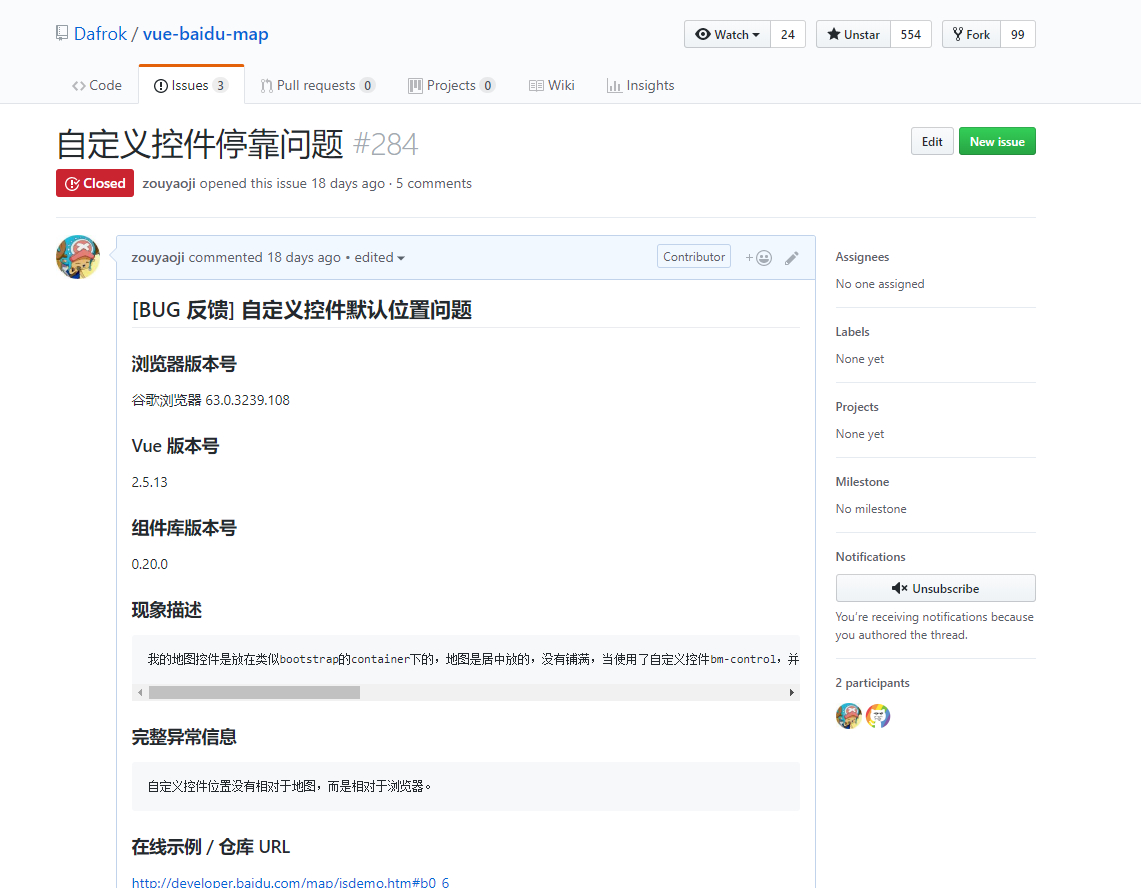 Dafrok / vue-baidu-map
Watch 24 Unstar 554 Fork 99
Code Issues 3 Pull requests 0 Projects 0 Wiki Insights
自定义控件停靠问题 #284
Edit New issue
Closed zouyaoji opened this issue 18 days ago · 5 comments
zouyaoji commented 18 days ago • edited
Contributor
[BUG 反馈] 自定义控件默认位置问题
浏览器版本号
谷歌浏览器 63.0.3239.108
Vue 版本号
2.5.13
组件库版本号
0.20.0
现象描述
我的地图控件是放在类似bootstrap的container下的，地图是居中放的，没有铺满，当使用了自定义控件bm-control，并
完整异常信息
自定义控件位置没有相对于地图，而是相对于浏览器。
在线示例 / 仓库 URL
http://developer.baidu.com/map/jsdemo.htm#b0_6
Assignees
No one assigned
Labels
None yet
Projects
None yet
Milestone
No milestone
Notifications
Unsubscribe
You're receiving notifications because
you authored the thread.
2 participants